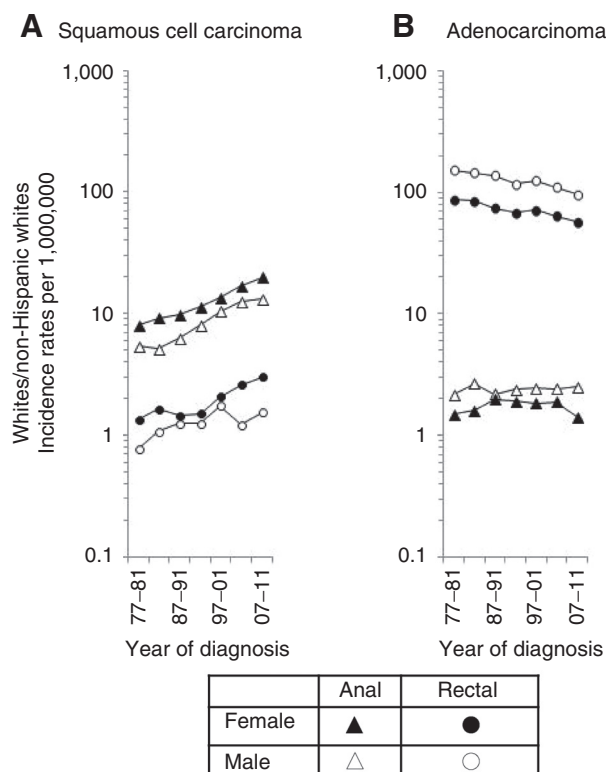 A Squamous cell carcinoma
B Adenocarcinoma
Whites/non-Hispanic whites
Incidence rates per 1,000,000
1,000
100
10
1
0.1
77–81
87–91
97–01
07–11
Year of diagnosis
1,000
100
10
1
0.1
77–81
87–91
97–01
07–11
Year of diagnosis
Anal Rectal
Female
Male